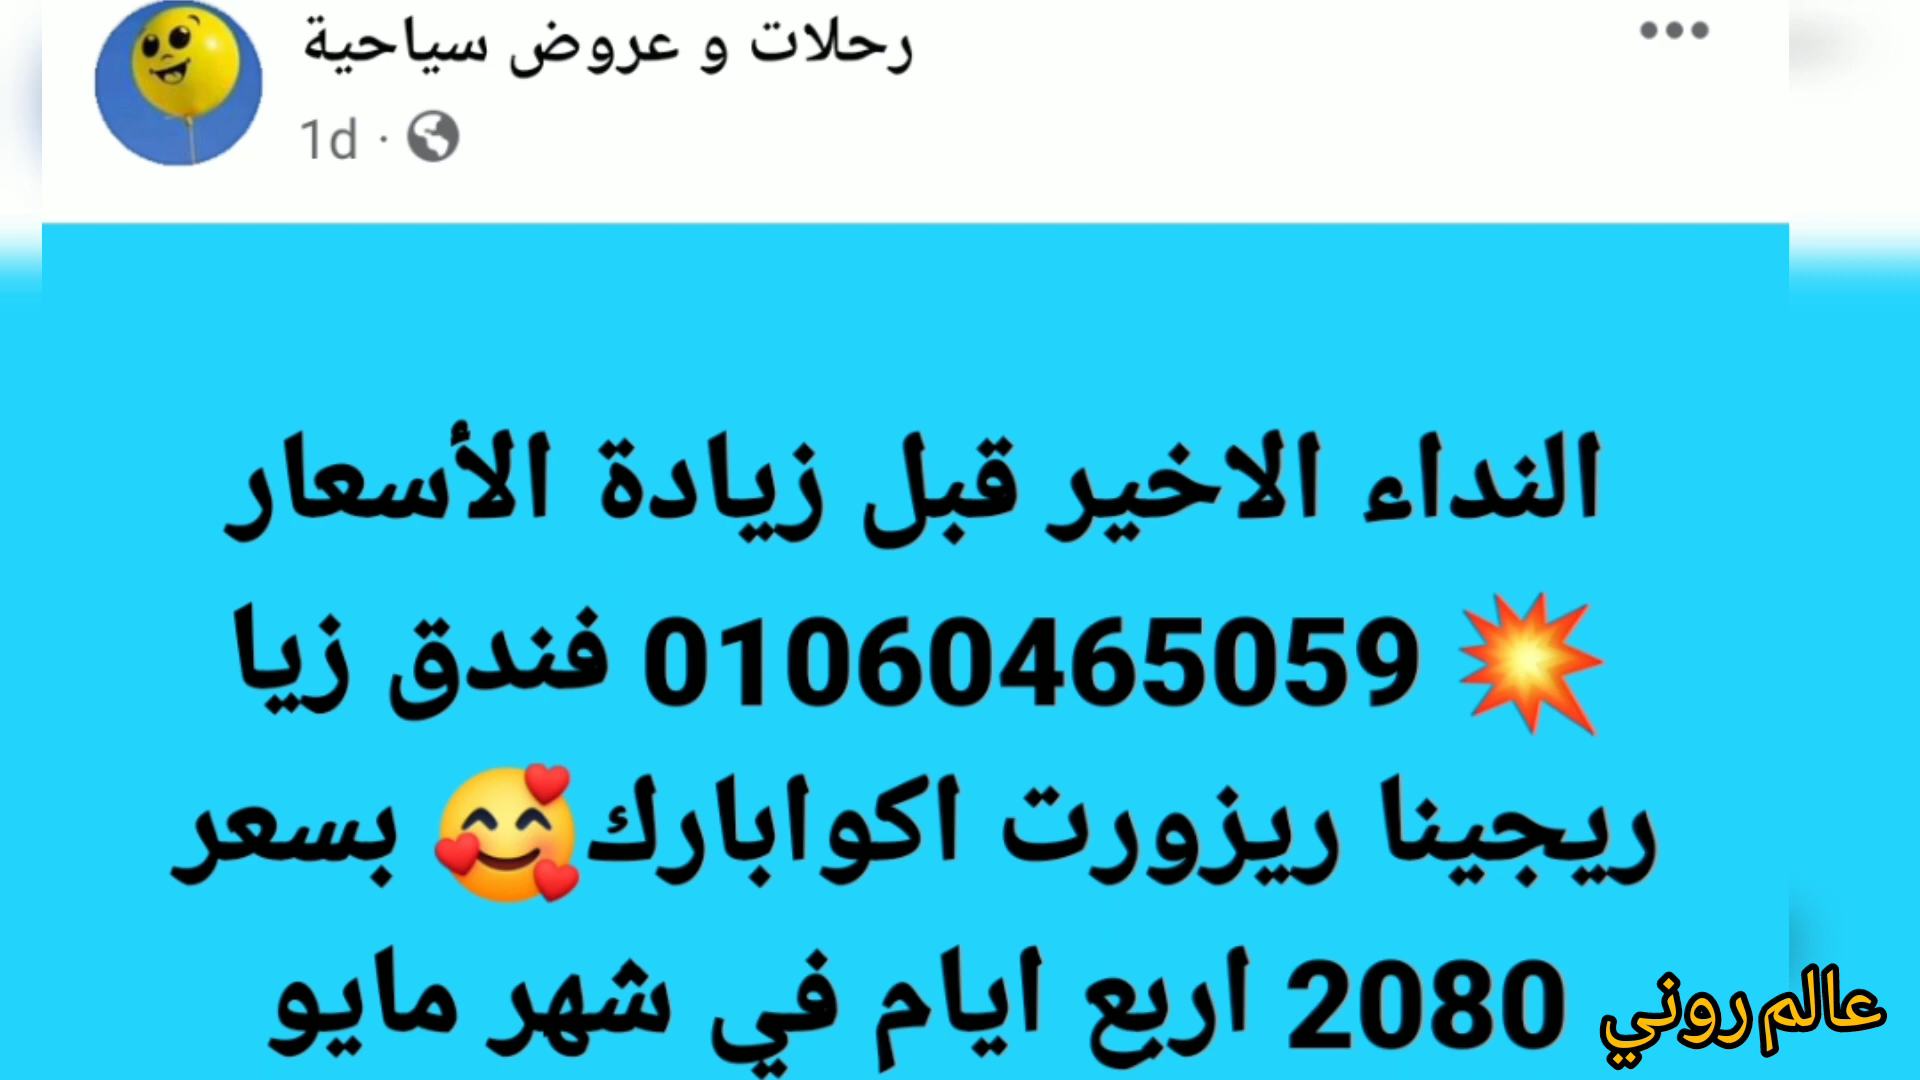 رحلات و عروض سياحية
1d ·
النداء الاخير قبل زيادة الأسعار
💥 01060465059 فندق زيا
ريجينا ريزورت اكوابارك🥰 بسعر
2080 اربع ايام في شهر مايو
عالم روني